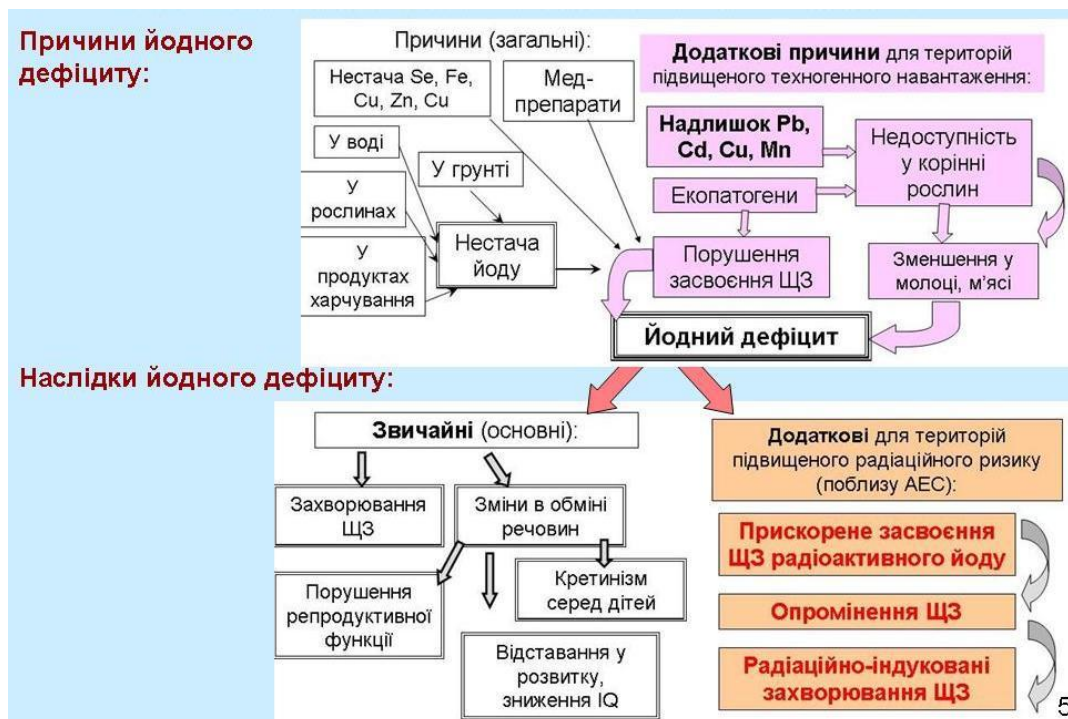 Причини йодного
дефіциту:
Причини (загальні):
Нестача Se, Fe,
Cu, Zn, Cu
Мед-
препарати
У воді
У грунті
У
рослинах
У
продуктах
харчування
Нестача
йоду
Додаткові причини для територій
підвищеного техногенного навантаження:
Надлишок Pb,
Cd, Cu, Mn
Недоступність
у корінні
рослин
Екопатогени
Порушення
засвоєння ЩЗ
Зменшення у
молоці, м’ясі
Йодний дефіцит
Наслідки йодного дефіциту:
Звичайні (основні):
Захворювання
ЩЗ
Зміни в обміні
речовин
Порушення
репродуктивної
функції
Кретинізм
серед дітей
Відставання у
розвитку,
зниження IQ
Додаткові для територій
підвищеного радіаційного ризику
(поблизу АЕС):
Прискорене засвоєння
ЩЗ радіоактивного йоду
Опромінення ЩЗ
Радіаційно-індуковані
захворювання ЩЗ
5